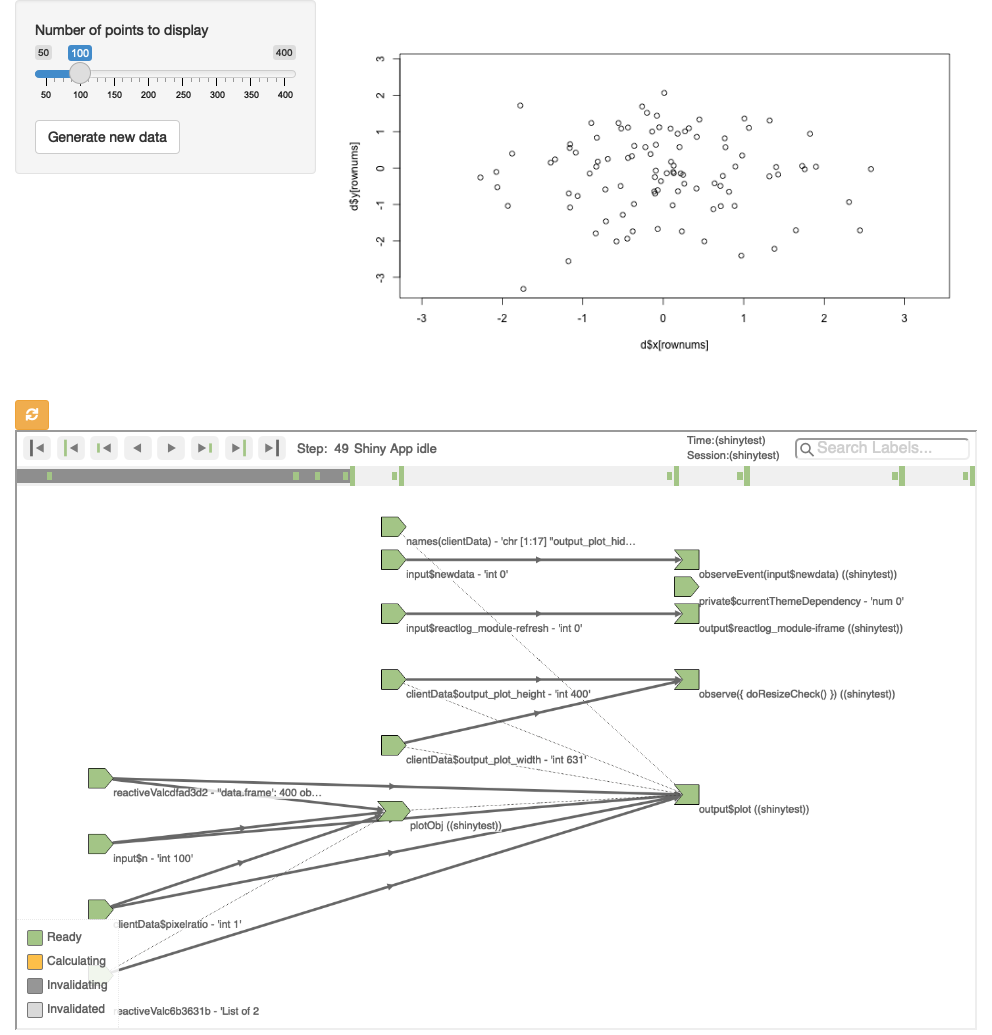 Number of points to display
50 100 400
50 100 150 200 250 300 350 400
Generate new data
3
2
1
0
-1
-2
-3
d$y[rownums]
-3 -2 -1 0 1 2 3
d$x[rownums]
Step: 49 Shiny App idle
Time:(shinytest)
Session:(shinytest)
Search Labels...
names(clientData) - 'chr [1:17] "output_plot_hid...
input$newdata - 'int 0'
observeEvent(input$newdata) ((shinytest))
private$currentThemeDependency - 'num 0'
input$reactlog_module-refresh - 'int 0'
output$reactlog_module-iframe ((shinytest))
clientData$output_plot_height - 'int 400'
observe({ doResizeCheck() }) ((shinytest))
clientData$output_plot_width - 'int 631'
reactiveValcdfad3d2 - "data.frame': 400 ob...
output$plot ((shinytest))
plotObj ((shinytest))
input$n - 'int 100'
lientData$pixelratio - 'int 1'
Ready
Calculating
Invalidating
Invalidated
eactiveValc6b3631b - 'List of 2